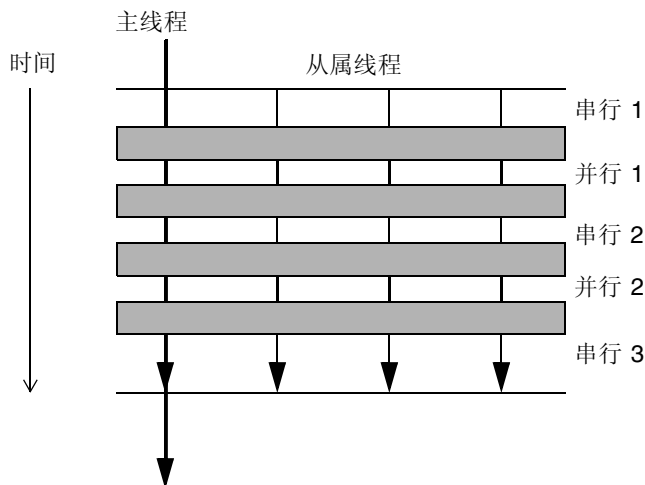 主线程
时间
从属线程
串行 1
并行 1
串行 2
并行 2
串行 3